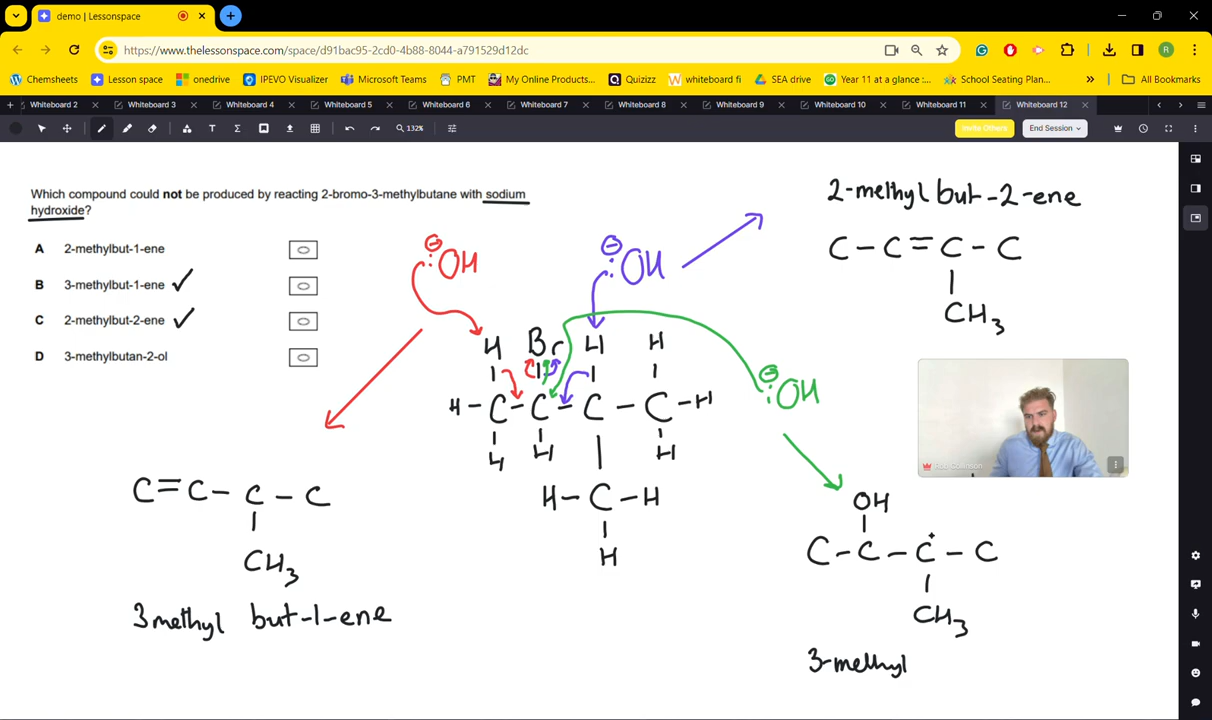 demo | Lessonspace
https://www.thelessonspace.com/space/d91bac95-2cd0-4b88-8044-a791529d12dc
R
Chemsheets
Lesson space
onedrive
IPEVO Visualizer
Microsoft Teams
PMT
My Online Products...
Quizizz
whiteboard fi
SEA drive
Year 11 at a glance :...
School Seating Plan...
All Bookmarks
Whiteboard 2
Whiteboard 3
Whiteboard 4
Whiteboard 5
Whiteboard 6
Whiteboard 7
Whiteboard 8
Whiteboard 9
Whiteboard 10
Whiteboard 11
Whiteboard 12
132%
Invite Others
End Session
Which compound could not be produced by reacting 2-bromo-3-methylbutane with sodium
hydroxide?
A 2-methylbut-1-ene
B 3-methylbut-1-ene ✓
C 2-methylbut-2-ene ✓
D 3-methylbutan-2-ol
2-methyl but-2-ene
C - C = C - C
CH3
:OH
:OH
:OH
H Br H H
H - C - C - C - C - H
H H H
H - C - H
H
C = C - C - C
CH3
3methyl but-1-ene
OH
C - C - C - C
CH3
3-methyl
Rob Collinson